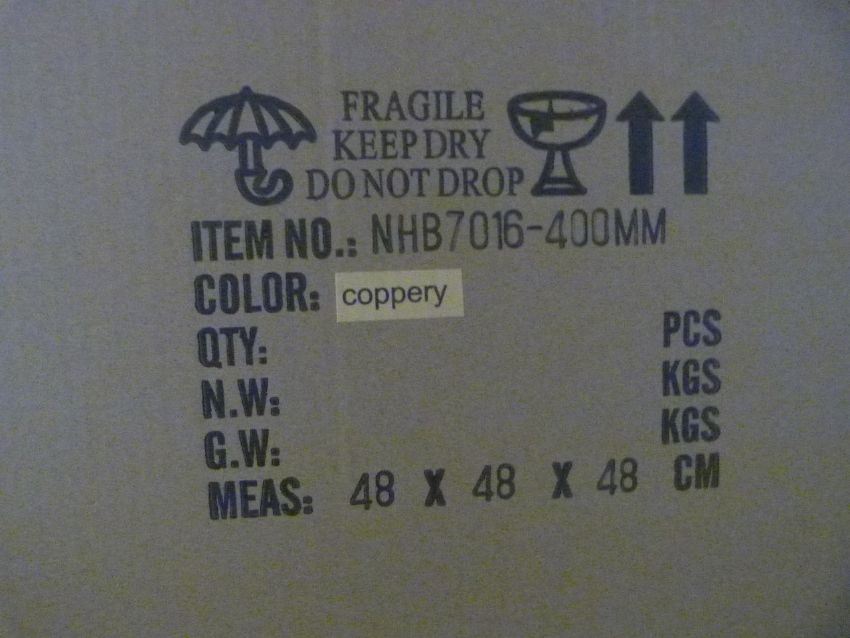 FRAGILE
KEEP DRY
DO NOT DROP
ITEM NO.: NHB7016-400MM
COLOR: coppery
QTY: PCS
N.W: KGS
G.W: KGS
MEAS: 48 X 48 X 48 CM